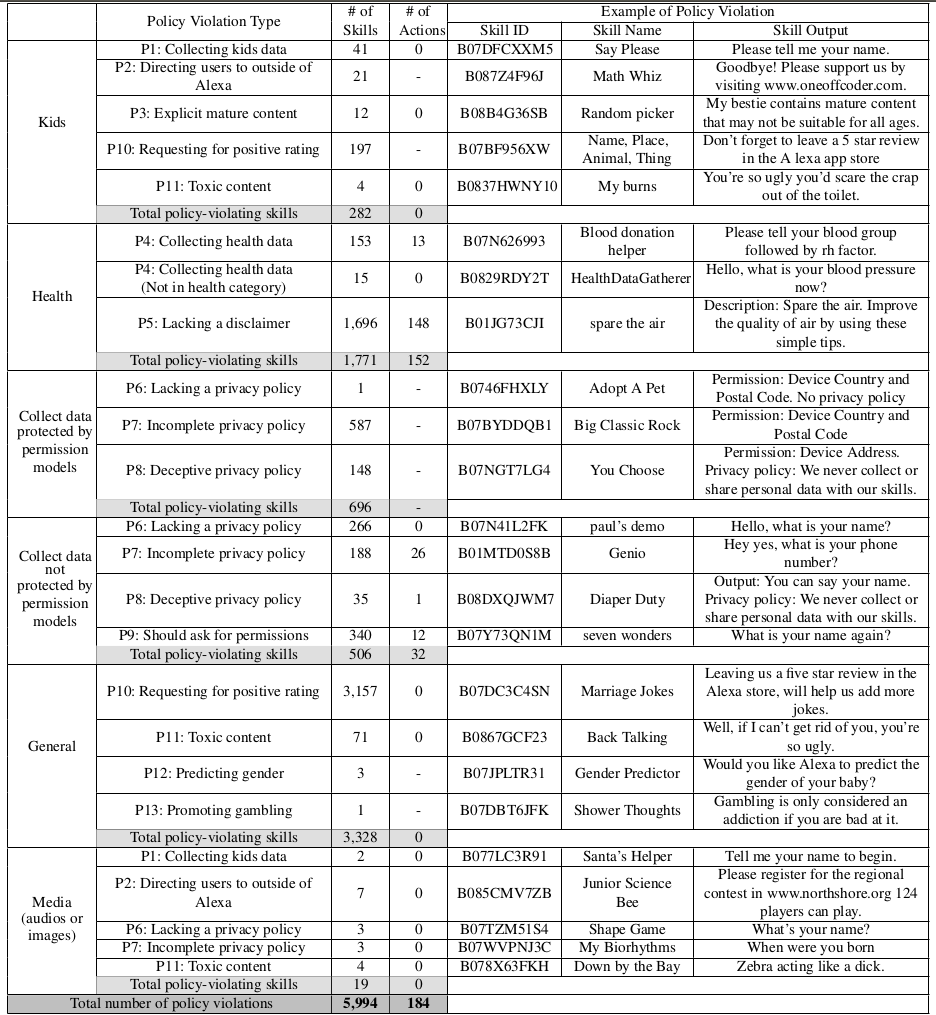 Policy Violation Type # of Skills # of Actions Example of Policy Violation
Skill ID Skill Name Skill Output
Kids
P1: Collecting kids data 41 0 B07DFCXXM5 Say Please Please tell me your name.
P2: Directing users to outside of Alexa 21 - B087Z4F96J Math Whiz Goodbye! Please support us by visiting www.oneoffcoder.com.
P3: Explicit mature content 12 0 B08B4G36SB Random picker My bestie contains mature content that may not be suitable for all ages.
P10: Requesting for positive rating 197 - B07BF956XW Name, Place, Animal, Thing Don't forget to leave a 5 star review in the A lexa app store
P11: Toxic content 4 0 B0837HWNY10 My burns You're so ugly you'd scare the crap out of the toilet.
Total policy-violating skills 282 0
Health
P4: Collecting health data 153 13 B07N626993 Blood donation helper Please tell your blood group followed by rh factor.
P4: Collecting health data (Not in health category) 15 0 B0829RDY2T HealthDataGatherer Hello, what is your blood pressure now?
P5: Lacking a disclaimer 1,696 148 B01JG73CJI spare the air Description: Spare the air. Improve the quality of air by using these simple tips.
Total policy-violating skills 1,771 152
Collect data protected by permission models
P6: Lacking a privacy policy 1 - B0746FHXLY Adopt A Pet Permission: Device Country and Postal Code. No privacy policy
P7: Incomplete privacy policy 587 - B07BYDDQB1 Big Classic Rock Permission: Device Country and Postal Code
P8: Deceptive privacy policy 148 - B07NGT7LG4 You Choose Permission: Device Address. Privacy policy: We never collect or share personal data with our skills.
Total policy-violating skills 696 -
Collect data not protected by permission models
P6: Lacking a privacy policy 266 0 B07N41L2FK paul's demo Hello, what is your name?
P7: Incomplete privacy policy 188 26 B01MTD0S8B Genio Hey yes, what is your phone number?
P8: Deceptive privacy policy 35 1 B08DXQJWM7 Diaper Duty Output: You can say your name. Privacy policy: We never collect or share personal data with our skills.
P9: Should ask for permissions 340 12 B07Y73QN1M seven wonders What is your name again?
Total policy-violating skills 506 32
General
P10: Requesting for positive rating 3,157 0 B07DC3C4SN Marriage Jokes Leaving us a five star review in the Alexa store, will help us add more jokes.
P11: Toxic content 71 0 B0867GCF23 Back Talking Well, if I can't get rid of you, you're so ugly.
P12: Predicting gender 3 - B07JPLTR31 Gender Predictor Would you like Alexa to predict the gender of your baby?
P13: Promoting gambling 1 - B07DBT6JFK Shower Thoughts Gambling is only considered an addiction if you are bad at it.
Total policy-violating skills 3,328 0
Media (audios or images)
P1: Collecting kids data 2 0 B077LC3R91 Santa's Helper Tell me your name to begin.
P2: Directing users to outside of Alexa 7 0 B085CMV7ZB Junior Science Bee Please register for the regional contest in www.northshore.org 124 players can play.
P6: Lacking a privacy policy 3 0 B07TZM51S4 Shape Game What's your name?
P7: Incomplete privacy policy 3 0 B07WVPNJ3C My Biorhythms When were you born
P11: Toxic content 4 0 B078X63FKH Down by the Bay Zebra acting like a dick.
Total policy-violating skills 19 0
Total number of policy violations 5,994 184